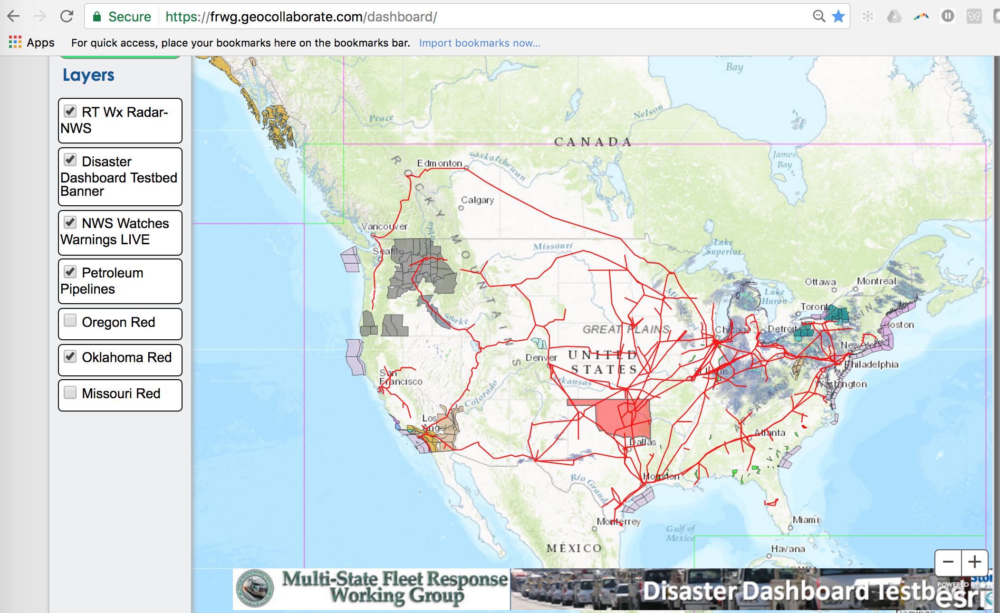 Secure https://frwg.geocollaborate.com/dashboard/
Apps For quick access, place your bookmarks here on the bookmarks bar. Import bookmarks now...
Layers
RT Wx Radar-
NWS
Disaster
Dashboard Testbed
Banner
NWS Watches
Warnings LIVE
Petroleum
Pipelines
Oregon Red
Oklahoma Red
Missouri Red
Bay
Peace
Nelson
CANADA
James
Bay
Saskatchewan
Edmonton
ROCKY MOUNTAINS
Calgary
Vancouver
Seattle
Missouri
Lake
Superior
Ottawa
Montreal
Lake
Huron
Mississippi
Toronto
Snake
GREAT PLAINS
Chicago
Detroit
Boston
New York
Denver
UNITED
STATES
St Louis
Philadelphia
San
Francisco
Arkansas
Washington
Colorado
APPALACHIAN MOUNTAINS
Los
Angeles
Atlanta
Dallas
Houston
Rio Grande
Monterrey
Miami
Gulf of
Mexico
MÉXICO
Havana
Multi-State Fleet Response
Working Group
Disaster Dashboard Testbed
POWERED BY
esri